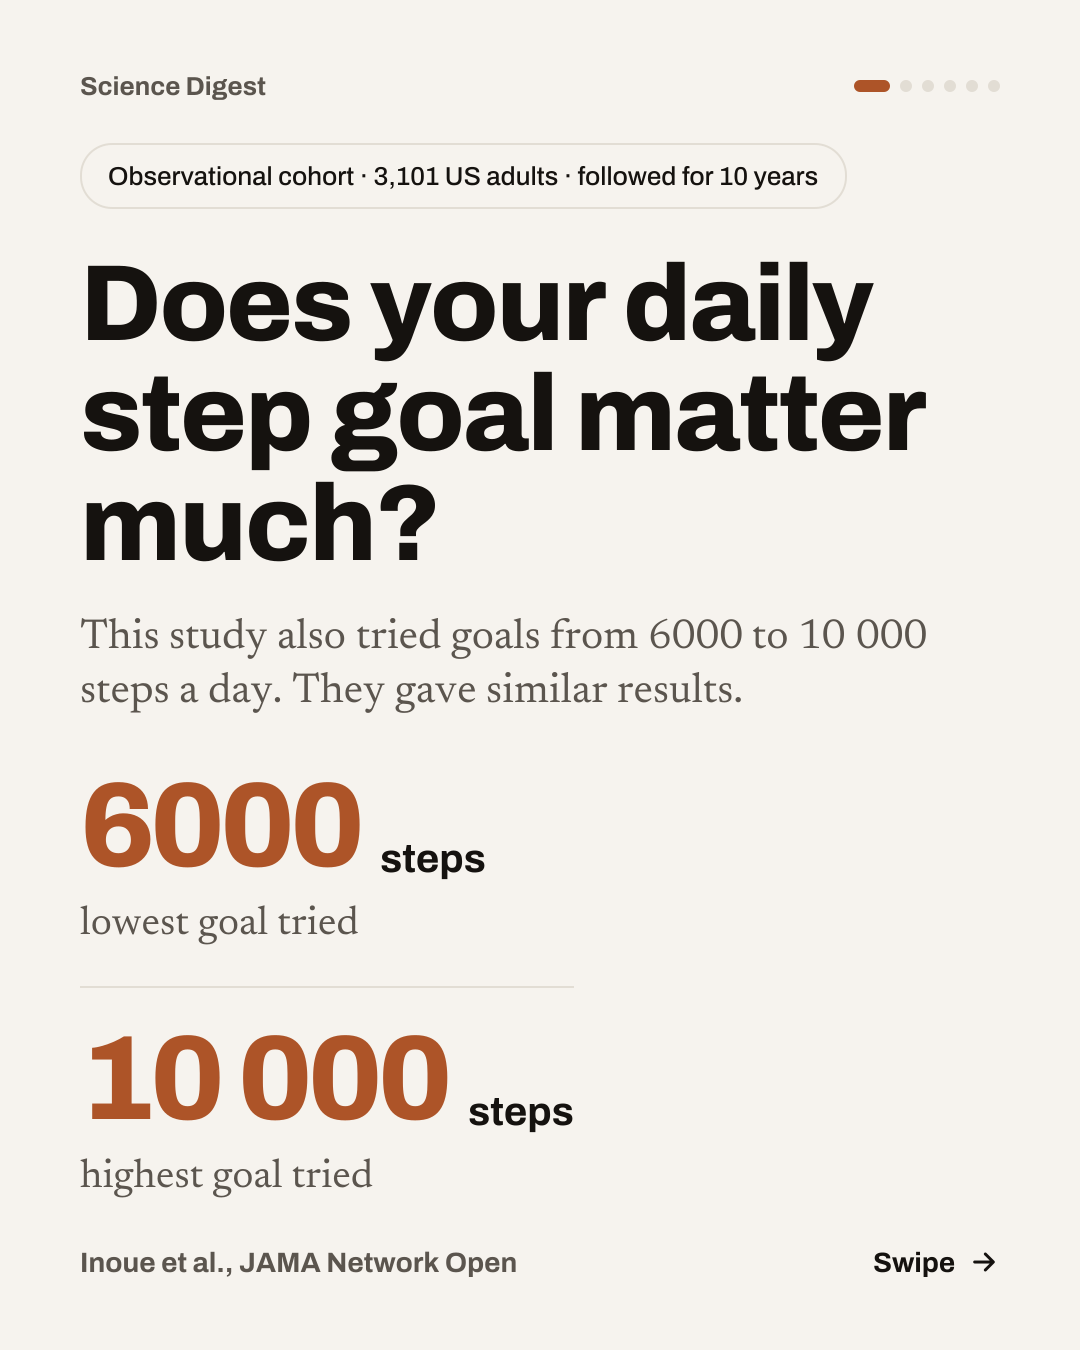 Science Digest
Observational cohort · 3,101 US adults · followed for 10 years
Does your daily
step goal matter
much?
This study also tried goals from 6000 to 10 000
steps a day. They gave similar results.
6000 steps
lowest goal tried
10 000 steps
highest goal tried
Inoue et al., JAMA Network Open
Swipe →